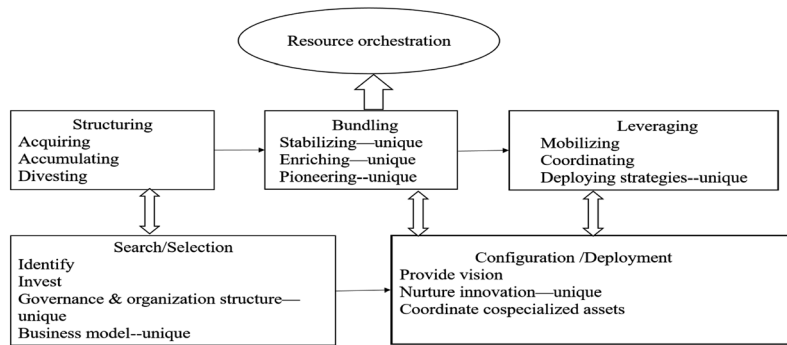 Resource orchestration
Structuring
Acquiring
Accumulating
Divesting
Bundling
Stabilizing—unique
Enriching—unique
Pioneering--unique
Leveraging
Mobilizing
Coordinating
Deploying strategies--unique
Search/Selection
Identify
Invest
Governance & organization structure—
unique
Business model--unique
Configuration /Deployment
Provide vision
Nurture innovation—unique
Coordinate cospecialized assets